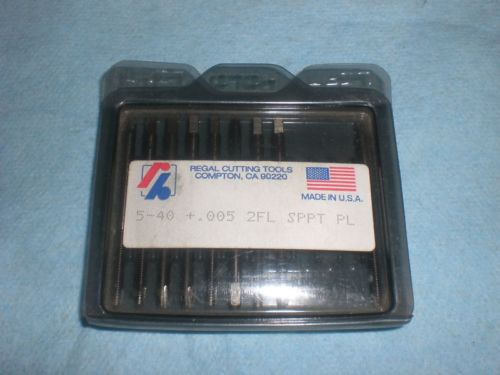 REGAL CUTTING TOOLS
COMPTON, CA 90220
MADE IN U.S.A.
5-40 +.005 2FL SPPT PL